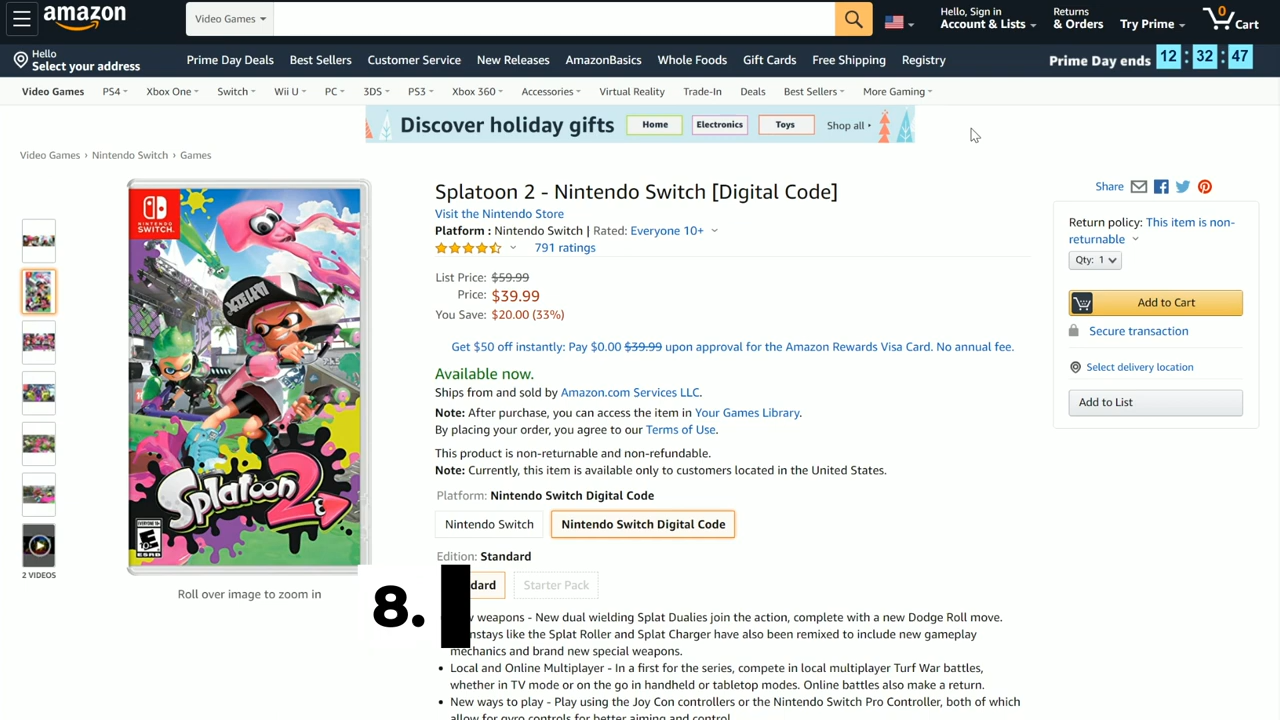 amazon
Video Games
Hello, Sign in
Account & Lists
Returns
& Orders
Try Prime
0
Cart
Hello
Select your address
Prime Day Deals
Best Sellers
Customer Service
New Releases
AmazonBasics
Whole Foods
Gift Cards
Free Shipping
Registry
Prime Day ends 12 : 32 : 47
Video Games
PS4
Xbox One
Switch
Wii U
PC
3DS
PS3
Xbox 360
Accessories
Virtual Reality
Trade-In
Deals
Best Sellers
More Gaming
Discover holiday gifts
Home
Electronics
Toys
Shop all
Video Games › Nintendo Switch › Games
NINTENDO
SWITCH
Splatoon 2
EVERYONE 10+
E
ESRB
2 VIDEOS
Roll over image to zoom in
Splatoon 2 - Nintendo Switch [Digital Code]
Visit the Nintendo Store
Platform : Nintendo Switch | Rated: Everyone 10+
791 ratings
List Price: $59.99
Price: $39.99
You Save: $20.00 (33%)
Get $50 off instantly: Pay $0.00 $39.99 upon approval for the Amazon Rewards Visa Card. No annual fee.
Available now.
Ships from and sold by Amazon.com Services LLC.
Note: After purchase, you can access the item in Your Games Library.
By placing your order, you agree to our Terms of Use.
This product is non-returnable and non-refundable.
Note: Currently, this item is available only to customers located in the United States.
Platform: Nintendo Switch Digital Code
Nintendo Switch
Nintendo Switch Digital Code
Edition: Standard
dard
Starter Pack
8.
weapons - New dual wielding Splat Dualies join the action, complete with a new Dodge Roll move.
nstays like the Splat Roller and Splat Charger have also been remixed to include new gameplay
mechanics and brand new special weapons.
• Local and Online Multiplayer - In a first for the series, compete in local multiplayer Turf War battles,
whether in TV mode or on the go in handheld or tabletop modes. Online battles also make a return.
• New ways to play - Play using the Joy Con controllers or the Nintendo Switch Pro Controller, both of which
allow for gyro controls for better aiming and control.
Share
Return policy: This item is non-
returnable
Qty: 1
Add to Cart
Secure transaction
Select delivery location
Add to List